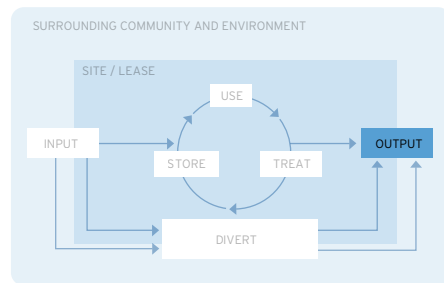 SURROUNDING COMMUNITY AND ENVIRONMENT
SITE / LEASE
USE
INPUT
OUTPUT
STORE
TREAT
DIVERT